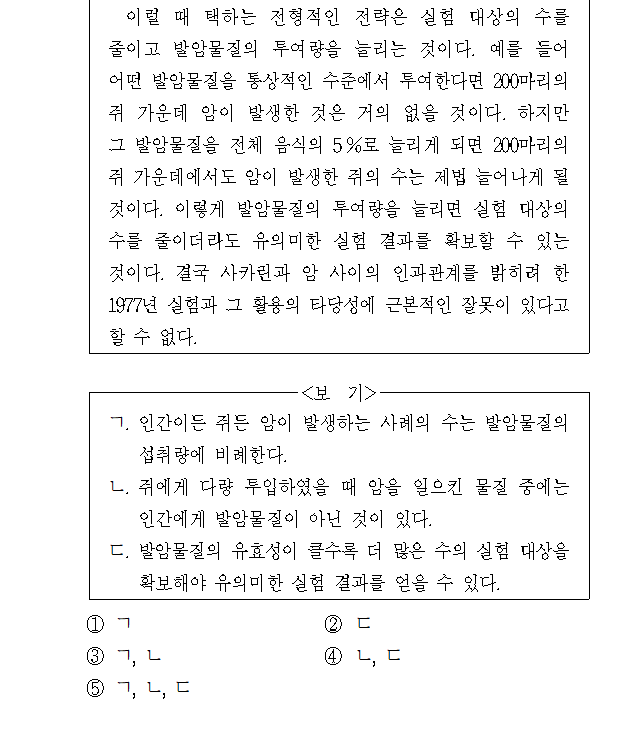 이럴 때 택하는 전형적인 전략은 실험 대상의 수를
줄이고 발암물질의 투여량을 늘리는 것이다. 예를 들어
어떤 발암물질을 통상적인 수준에서 투여한다면 200마리의
쥐 가운데 암이 발생한 것은 거의 없을 것이다. 하지만
그 발암물질을 전체 음식의 5%로 늘리게 되면 200마리의
쥐 가운데에서도 암이 발생한 쥐의 수는 제법 늘어나게 될
것이다. 이렇게 발암물질의 투여량을 늘리면 실험 대상의
수를 줄이더라도 유의미한 실험 결과를 확보할 수 있는
것이다. 결국 사카린과 암 사이의 인과관계를 밝히려 한
1977년 실험과 그 활용의 타당성에 근본적인 잘못이 있다고
할 수 없다.
<보 기>
ㄱ. 인간이든 쥐든 암이 발생하는 사례의 수는 발암물질의
섭취량에 비례한다.
ㄴ. 쥐에게 다량 투입하였을 때 암을 일으킨 물질 중에는
인간에게 발암물질이 아닌 것이 있다.
ㄷ. 발암물질의 유효성이 클수록 더 많은 수의 실험 대상을
확보해야 유의미한 실험 결과를 얻을 수 있다.
① ㄱ ② ㄷ
③ ㄱ, ㄴ ④ ㄴ, ㄷ
⑤ ㄱ, ㄴ, ㄷ